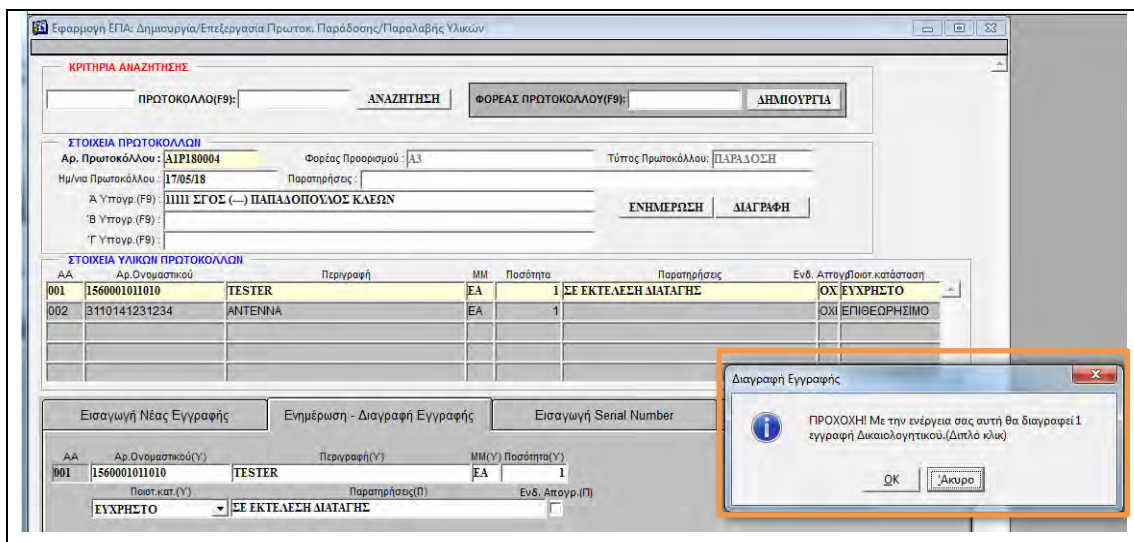 Εφαρμογή ΕΠΑ: Δημιουργία/Επεξεργασία Πρωτοκ. Παράδοσης/Παραλαβής Υλικών
ΚΡΙΤΗΡΙΑ ΑΝΑΖΗΤΗΣΗΣ
ΠΡΩΤΟΚΟΛΛΟ(F9): ΑΝΑΖΗΤΗΣΗ ΦΟΡΕΑΣ ΠΡΩΤΟΚΟΛΛΟΥ(F9): ΔΗΜΙΟΥΡΓΙΑ
ΣΤΟΙΧΕΙΑ ΠΡΩΤΟΚΟΛΛΩΝ
Αρ. Πρωτοκόλλου : A1P180004 Φορέας Προορισμού : A3 Τύπος Πρωτοκόλλου: ΠΑΡΑΔΟΣΗ
Ημ/νια Πρωτοκόλλου : 17/05/18 Παρατηρήσεις :
Ά Υπογρ.(F9) : 11111 ΣΓΟΣ (---) ΠΑΠΑΔΟΠΟΥΛΟΣ ΚΛΕΩΝ
ΕΝΗΜΕΡΩΣΗ ΔΙΑΓΡΑΦΗ
'Β Υπογρ.(F9) :
'Γ Υπογρ.(F9) :
ΣΤΟΙΧΕΙΑ ΥΛΙΚΩΝ ΠΡΩΤΟΚΟΛΛΩΝ
ΑΑ Αρ.Ονομαστικού Περιγραφή ΜΜ Ποσότητα Παρατηρήσεις Ενδ. Απογρ Ποιοτ.κατάσταση
001 1560001011010 TESTER EA 1 ΣΕ ΕΚΤΕΛΕΣΗ ΔΙΑΤΑΓΗΣ ΟΧ ΕΥΧΡΗΣΤΟ
002 3110141231234 ANTENNA EA 1 ΟΧΙ ΕΠΙΘΕΩΡΗΣΙΜΟ
Διαγραφή Εγγραφής
ΠΡΟΧΟΧΗ! Με την ενέργεια σας αυτή θα διαγραφεί 1
εγγραφή Δικαιολογητικού.(Διπλό κλικ)
OK Άκυρο
Εισαγωγή Νέας Εγγραφής Ενημέρωση - Διαγραφή Εγγραφής Εισαγωγή Serial Number
ΑΑ Αρ.Ονομαστικού(Υ) Περιγραφή(Υ) ΜΜ(Υ) Ποσότητα(Υ)
001 1560001011010 TESTER EA 1
Ποιοτ.κατ.(Υ) Παρατηρήσεις(Π) Ενδ. Απογρ.(Π)
ΕΥΧΡΗΣΤΟ ΣΕ ΕΚΤΕΛΕΣΗ ΔΙΑΤΑΓΗΣ